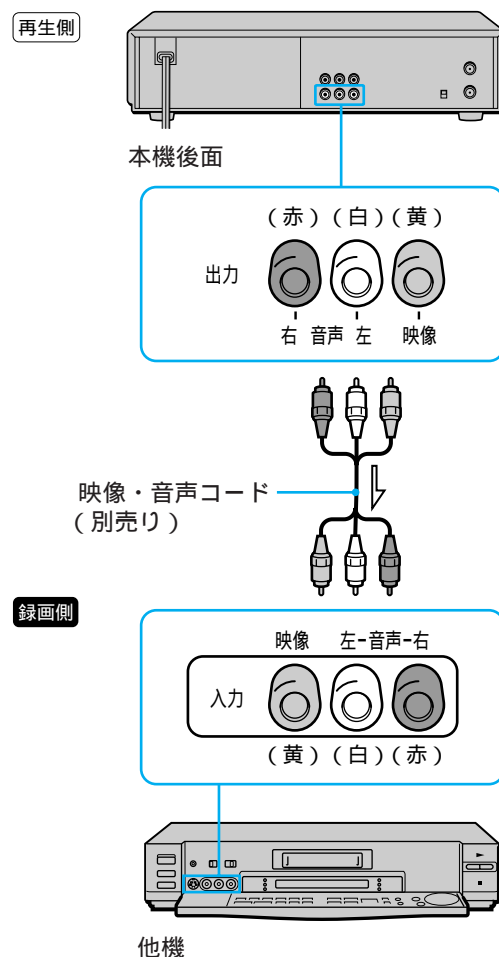 再生側
本機後面
(赤)(白)(黄)
出力
右 音声 左 映像
映像・音声コード
(別売り)
録画側
映像 左-音声-右
入力
(黄)(白)(赤)
他機